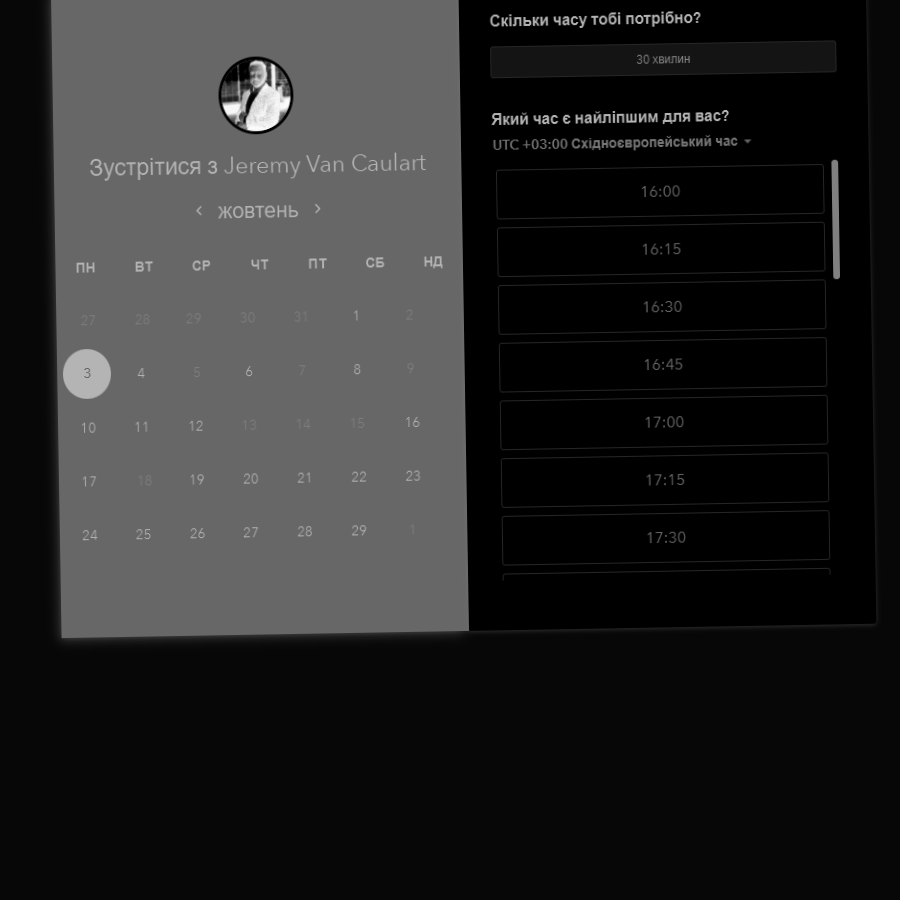 Зустрітися з Jeremy Van Caulart
жовтень
ПН ВТ СР ЧТ ПТ СБ НД
27 28 29 30 31 1 2
3 4 5 6 7 8 9
10 11 12 13 14 15 16
17 18 19 20 21 22 23
24 25 26 27 28 29 1
Скільки часу тобі потрібно?
30 хвилин
Який час є найліпшим для вас?
UTC +03:00 Східноєвропейський час
16:00
16:15
16:30
16:45
17:00
17:15
17:30